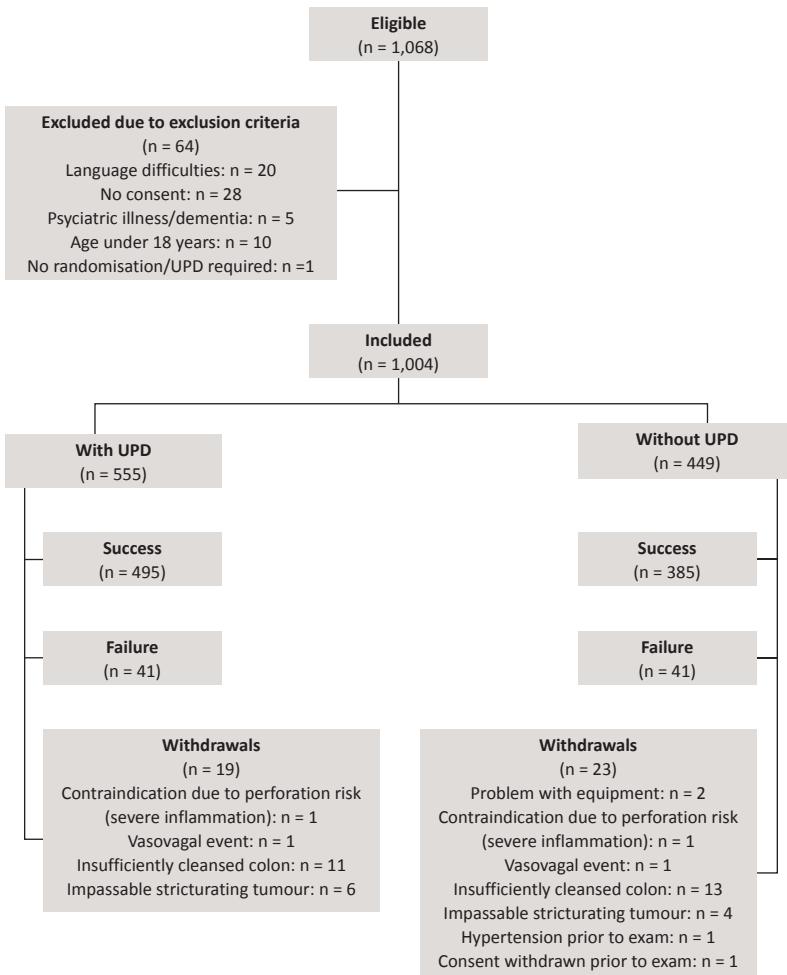 Eligible
(n = 1,068)
Excluded due to exclusion criteria
(n = 64)
Language difficulties: n = 20
No consent: n = 28
Psyciatric illness/dementia: n = 5
Age under 18 years: n = 10
No randomisation/UPD required: n =1
Included
(n = 1,004)
With UPD
(n = 555)
Success
(n = 495)
Failure
(n = 41)
Withdrawals
(n = 19)
Contraindication due to perforation risk
(severe inflammation): n = 1
Vasovagal event: n = 1
Insufficiently cleansed colon: n = 11
Impassable stricturating tumour: n = 6
Without UPD
(n = 449)
Success
(n = 385)
Failure
(n = 41)
Withdrawals
(n = 23)
Problem with equipment: n = 2
Contraindication due to perforation risk
(severe inflammation): n = 1
Vasovagal event: n = 1
Insufficiently cleansed colon: n = 13
Impassable stricturating tumour: n = 4
Hypertension prior to exam: n = 1
Consent withdrawn prior to exam: n = 1